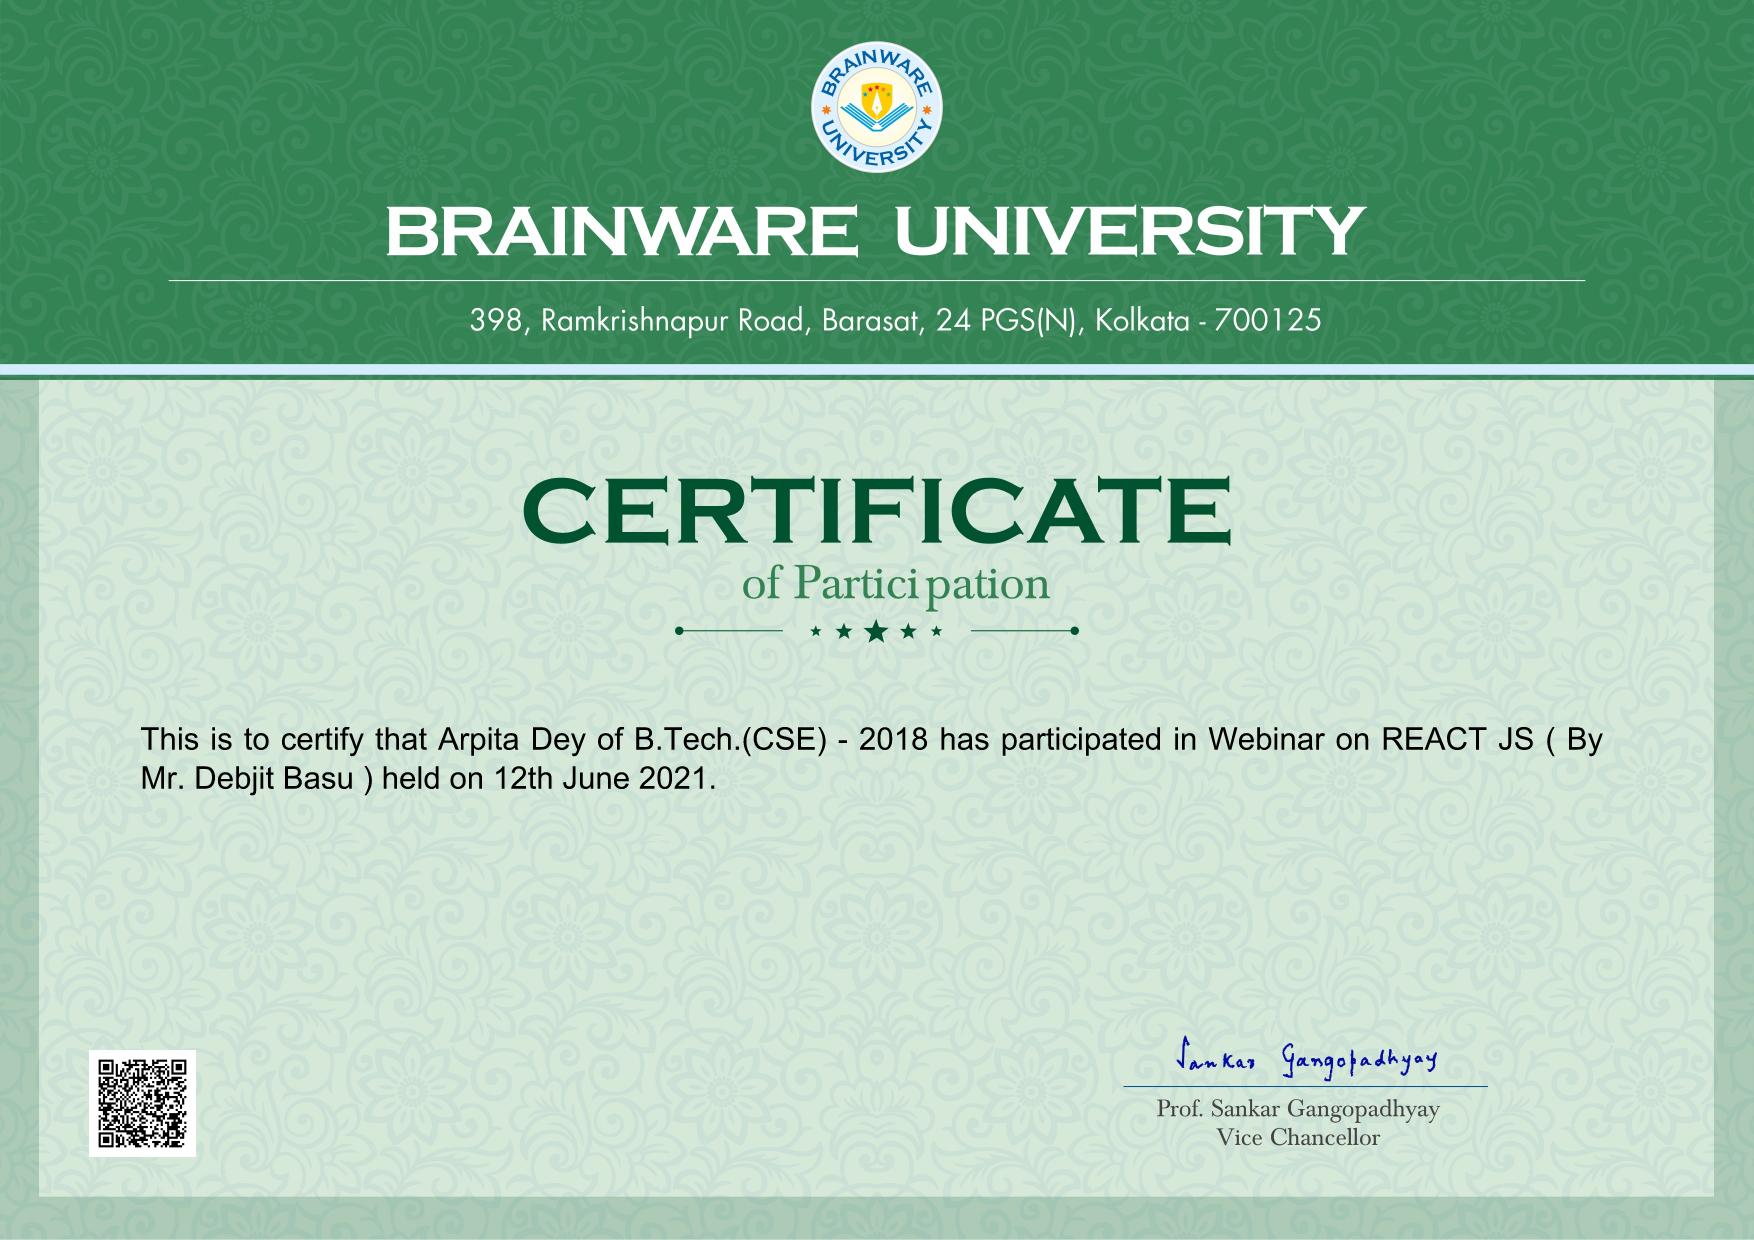 BRAINWARE
UNIVERSITY
BRAINWARE UNIVERSITY
398, Ramkrishnapur Road, Barasat, 24 PGS(N), Kolkata - 700125
CERTIFICATE
of Participation
This is to certify that Arpita Dey of B.Tech.(CSE) - 2018 has participated in Webinar on REACT JS ( By
Mr. Debjit Basu ) held on 12th June 2021.
Sankar Gangopadhyay
Prof. Sankar Gangopadhyay
Vice Chancellor